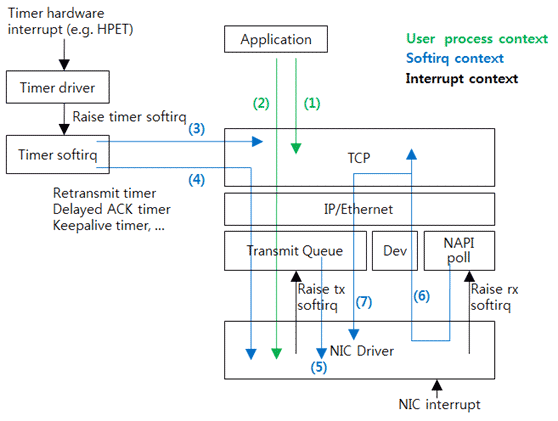 Timer hardware
interrupt (e.g. HPET)
Application
User process context
Softirq context
Interrupt context
Timer driver
Raise timer softirq
(2)
(1)
(3)
Timer softirq
TCP
(4)
Retransmit timer
Delayed ACK timer
Keepalive timer, ...
IP/Ethernet
Transmit Queue
Dev
NAPI
poll
Raise tx
softirq
(7)
(6)
Raise rx
softirq
NIC Driver
(5)
NIC interrupt